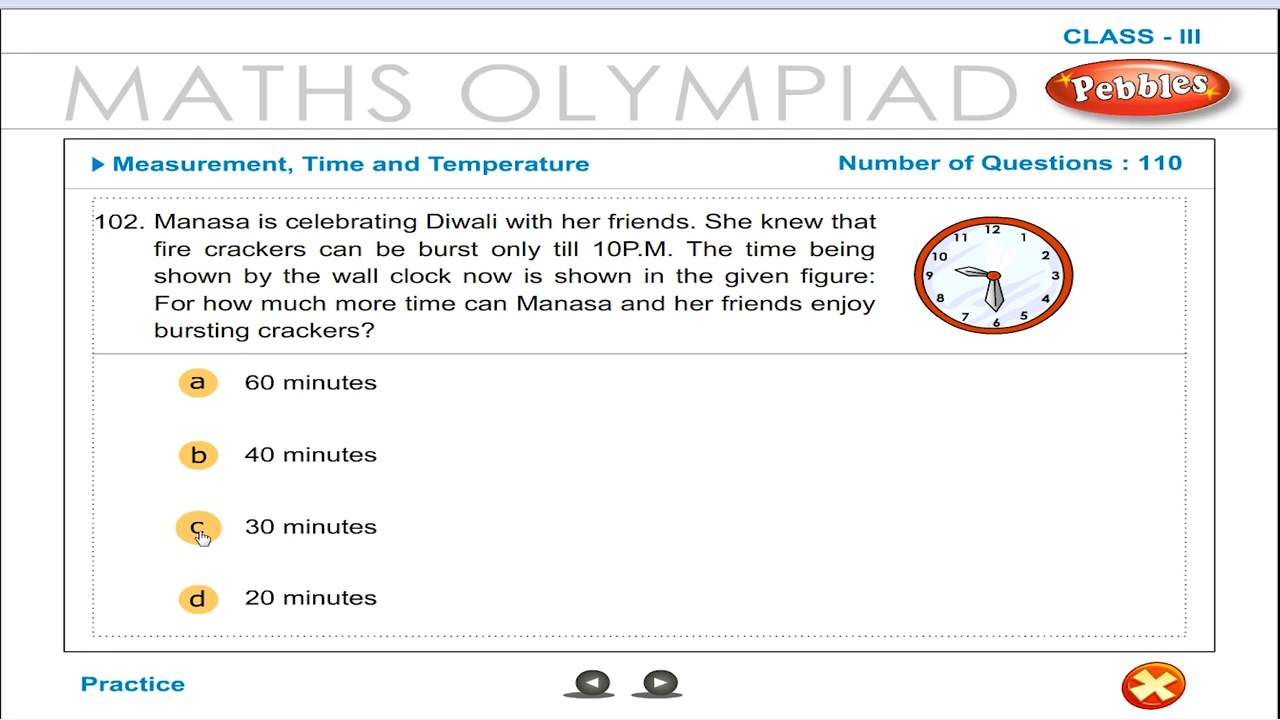 CLASS - III
MATHS OLYMPIAD
Pebbles
Measurement, Time and Temperature
Number of Questions : 110
102. Manasa is celebrating Diwali with her friends. She knew that
fire crackers can be burst only till 10P.M. The time being
shown by the wall clock now is shown in the given figure:
For how much more time can Manasa and her friends enjoy
bursting crackers?
12
1
2
3
4
5
6
7
8
9
10
11
a 60 minutes
b 40 minutes
c 30 minutes
d 20 minutes
Practice